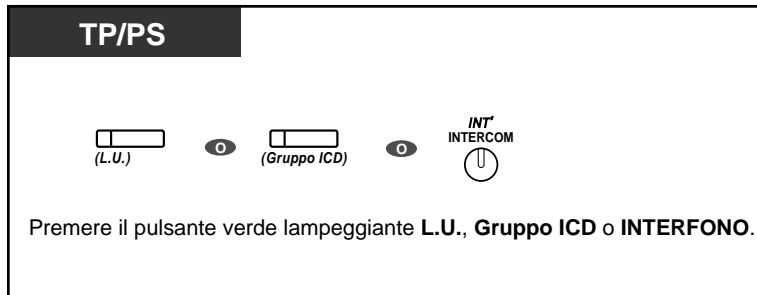 TP/PS
INT'
INTERCOM
(L.U.) O (Gruppo ICD) O
Premere il pulsante verde lampeggiante L.U., Gruppo ICD o INTERFONO.